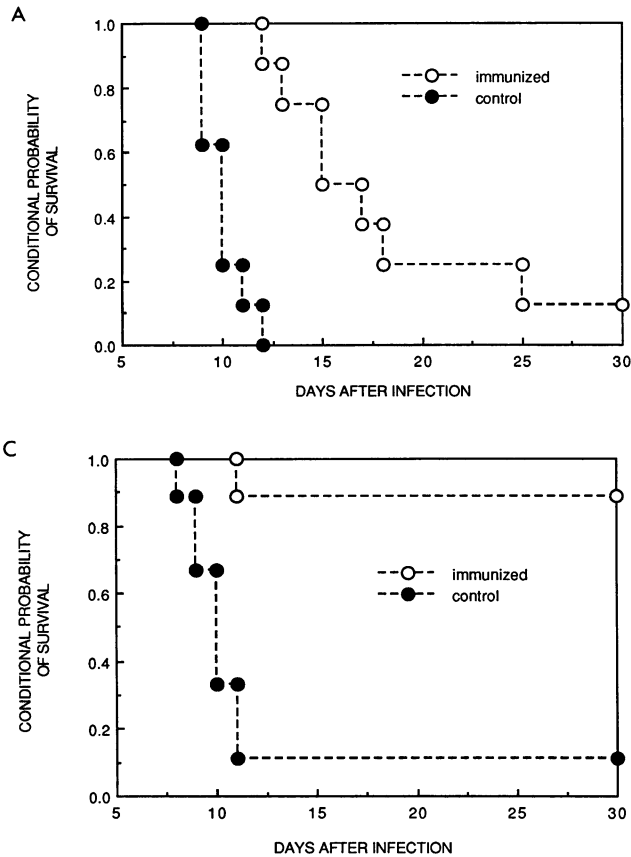 A
CONDITIONAL PROBABILITY
OF SURVIVAL
1.0
0.8
0.6
0.4
0.2
0.0
immunized
control
5
10
15
20
25
30
DAYS AFTER INFECTION
C
CONDITIONAL PROBABILITY
OF SURVIVAL
1.0
0.8
0.6
0.4
0.2
0.0
immunized
control
5
10
15
20
25
30
DAYS AFTER INFECTION